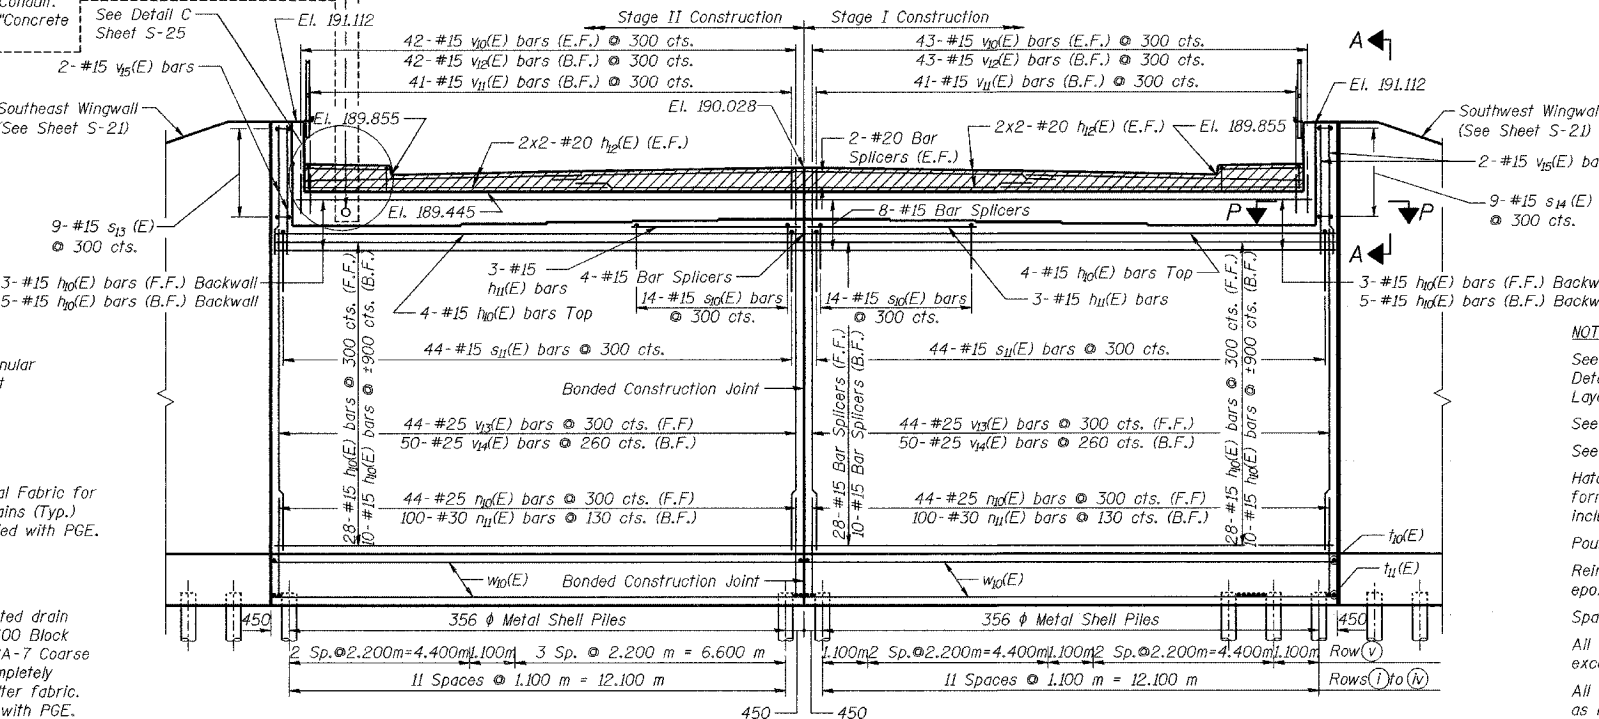 Conduit.
"Concrete
See Detail C
Sheet S-25
El. 191.112
Stage II Construction
Stage I Construction
42-#15 v10(E) bars (E.F.) @ 300 cts.
42-#15 v12(E) bars (B.F.) @ 300 cts.
41-#15 v11(E) bars (B.F.) @ 300 cts.
43-#15 v10(E) bars (E.F.) @ 300 cts.
43-#15 v12(E) bars (B.F.) @ 300 cts.
41-#15 v11(E) bars (B.F.) @ 300 cts.
A
2-#15 v15(E) bars
El. 190.028
El. 191.112
Southeast Wingwall
(See Sheet S-21)
El. 189.855
2x2-#20 h12(E) (E.F.)
2-#20 Bar
Splicers (E.F.)
2x2-#20 h12(E) (E.F.)
El. 189.855
Southwest Wingwall
(See Sheet S-21)
2-#15 v15(E) ba
9-#15 s13 (E)
@ 300 cts.
El. 189.445
8-#15 Bar Splicers
P
P
9-#15 s14 (E)
@ 300 cts.
A
3-#15 h10(E) bars (F.F.) Backwall
5-#15 h10(E) bars (B.F.) Backwall
3-#15
h11(E) bars
4-#15 Bar Splicers
4-#15 h10(E) bars Top
3-#15 h10(E) bars (F.F.) Backw
5-#15 h10(E) bars (B.F.) Backw
4-#15 h10(E) bars Top
14-#15 s10(E) bars
@ 300 cts.
14-#15 s10(E) bars
@ 300 cts.
3-#15 h11(E) bars
44-#15 s11(E) bars @ 300 cts.
44-#15 s11(E) bars @ 300 cts.
28-#15 h10(E) bars @ 300 cts. (F.F.)
10-#15 h10(E) bars @ ±900 cts. (B.F.)
28-#15 Bar Splicers (F.F.)
10-#15 Bar Splicers (B.F.)
28-#15 h10(E) bars @ 300 cts. (F.F.)
10-#15 h10(E) bars @ ±900 cts. (B.F.)
Bonded Construction Joint
44-#25 v13(E) bars @ 300 cts. (F.F)
50-#25 v14(E) bars @ 260 cts. (B.F.)
44-#25 v13(E) bars @ 300 cts. (F.F.)
50-#25 v14(E) bars @ 260 cts. (B.F.)
44-#25 n10(E) bars @ 300 cts. (F.F)
100-#30 n11(E) bars @ 130 cts. (B.F.)
44-#25 n10(E) bars @ 300 cts. (F.F)
100-#30 n11(E) bars @ 130 cts. (B.F.)
w10(E)
Bonded Construction Joint
w10(E)
t10(E)
t11(E)
450
356 ϕ Metal Shell Piles
356 ϕ Metal Shell Piles
450
2 Sp.@2.200m=4.400m
1.100m
3 Sp. @ 2.200 m = 6.600 m
1.100m
2 Sp.@2.200m=4.400m
1.100m
2 Sp.@2.200m=4.400m
1.100m
Row v
11 Spaces @ 1.100 m = 12.100 m
11 Spaces @ 1.100 m = 12.100 m
Rows i to iv
450
450
nular
t
al Fabric for
ains (Typ.)
ed with PGE.
ted drain
00 Block
CA-7 Coarse
mpletely
lter fabric.
with PGE.
NOT
See
Deta
Laye
See
See
Hatc
form
inclu
Pour
Rein
epox
Spa
All
exce
All
as